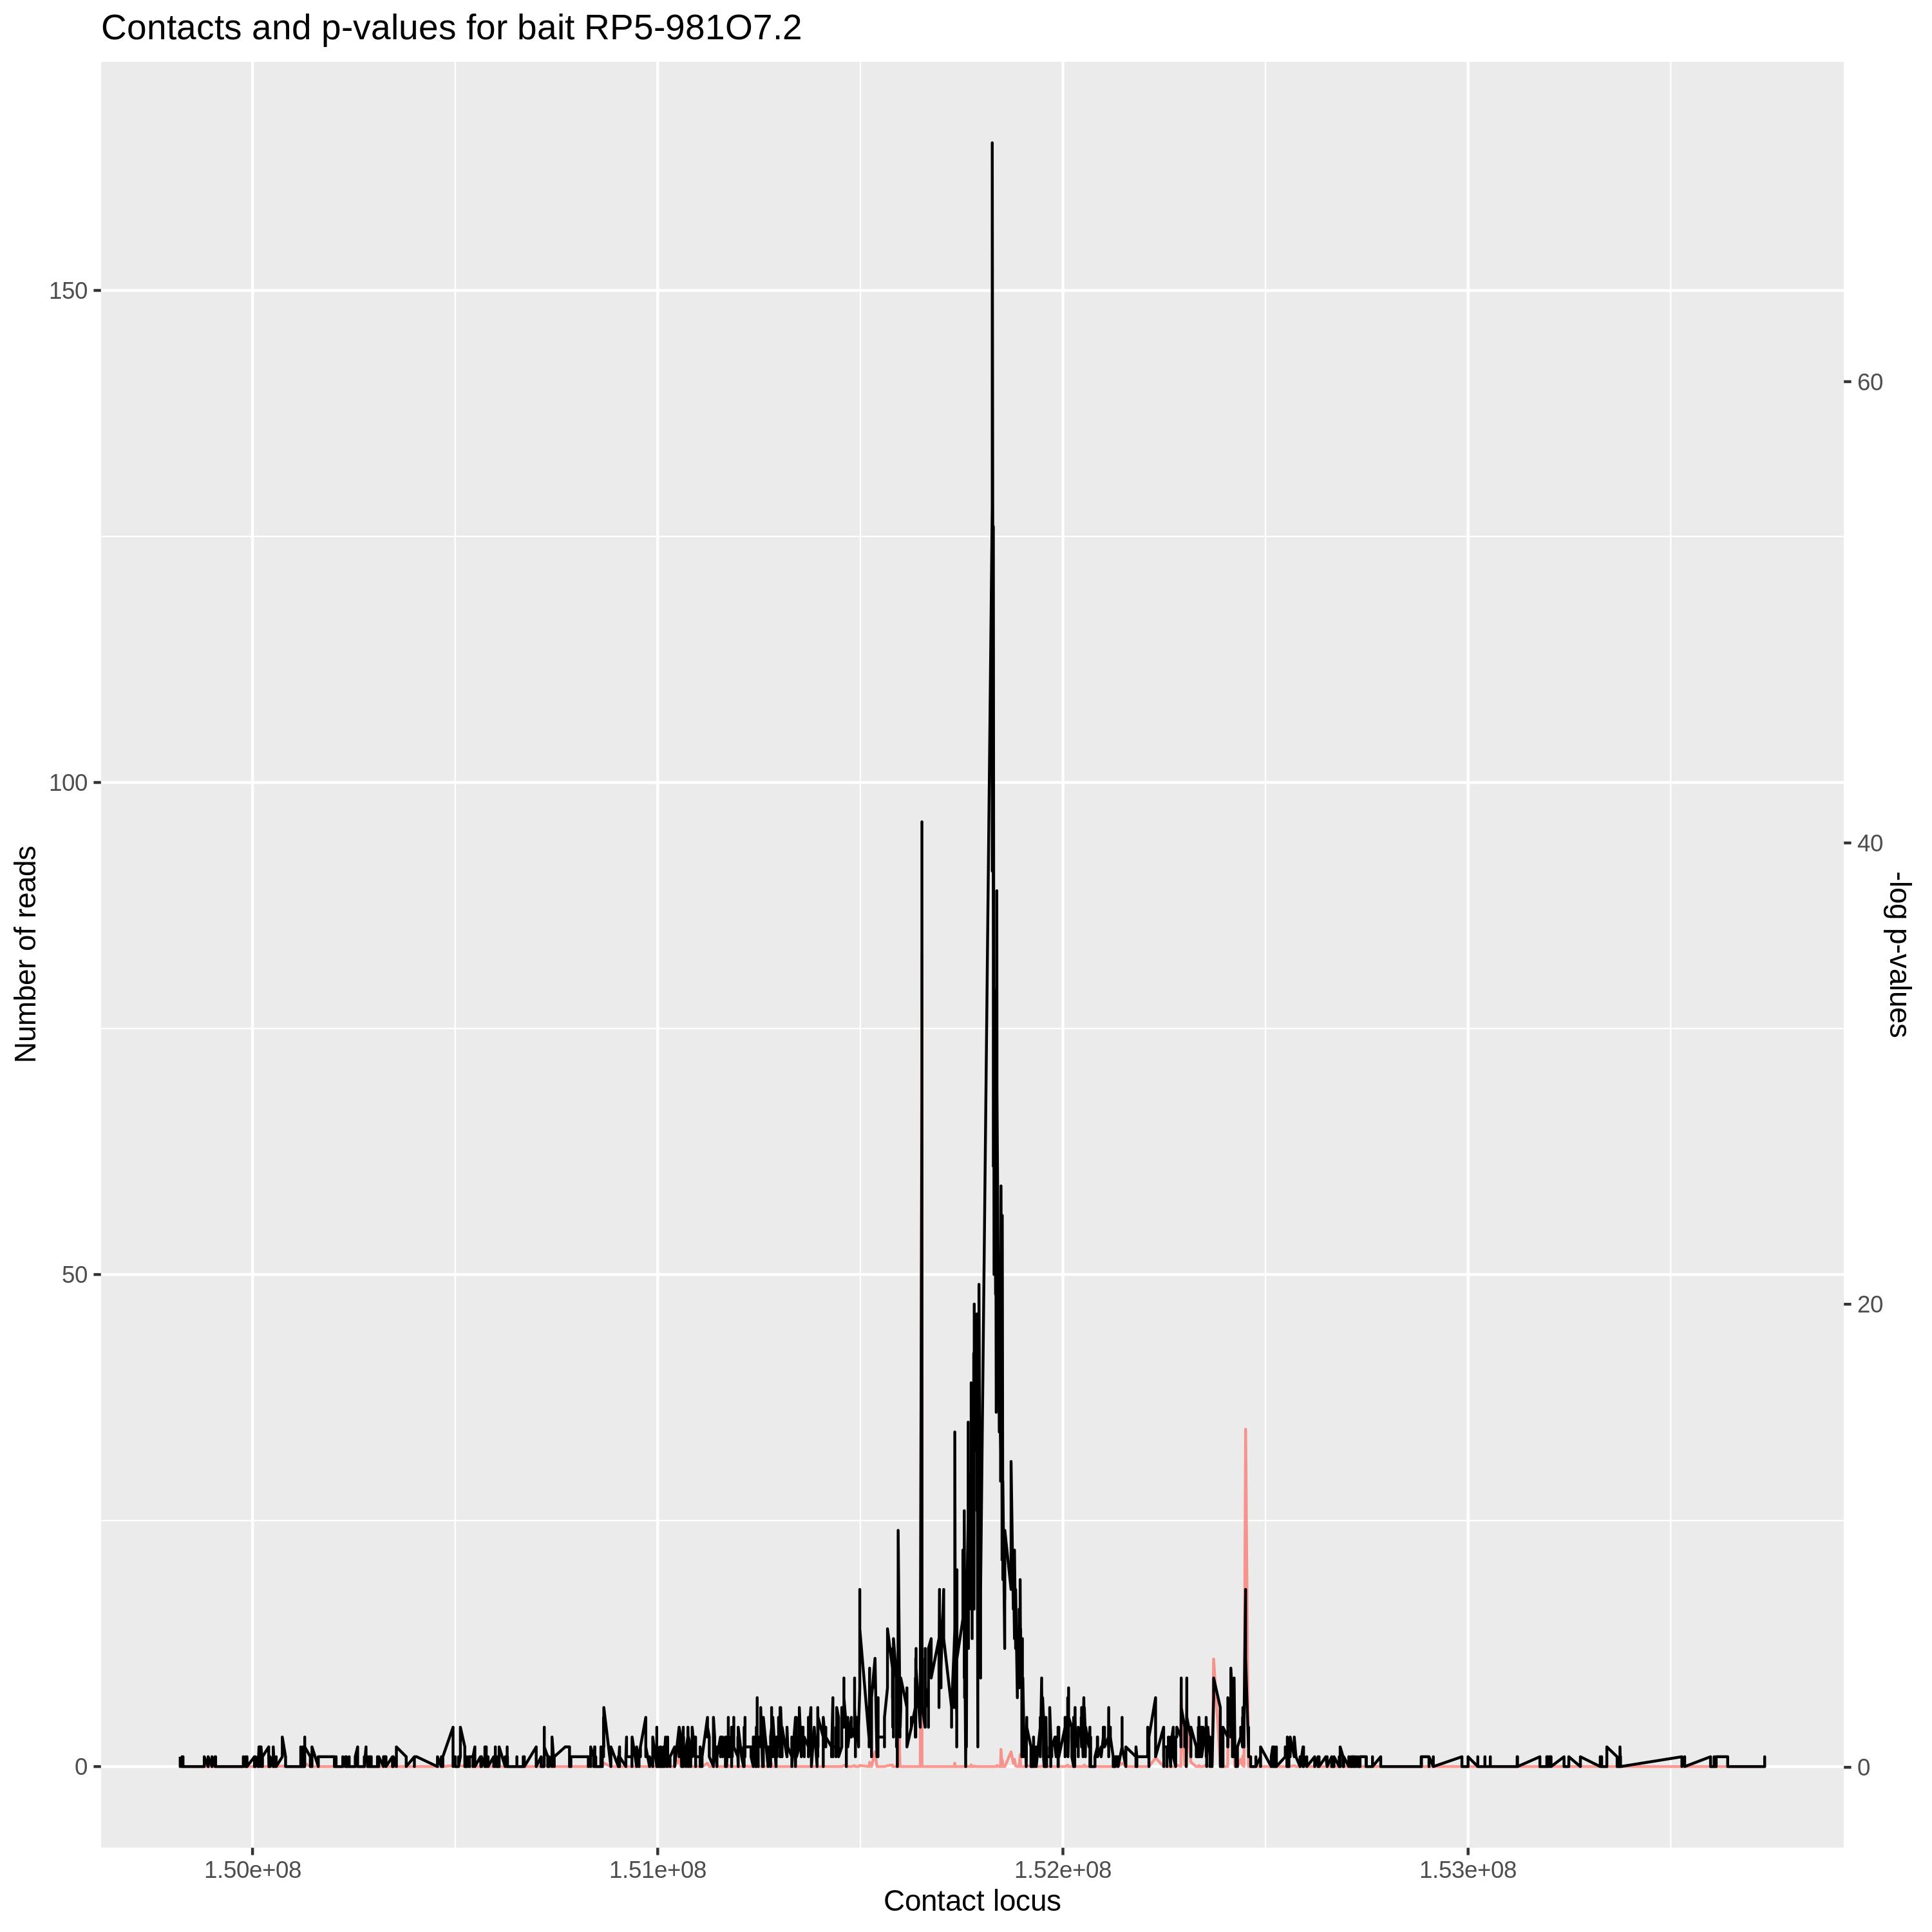 Contacts and p-values for bait RP5-981O7.2
150
100
50
0
60
40
20
0
Number of reads
-log p-values
1.50e+08
1.51e+08
1.52e+08
1.53e+08
Contact locus